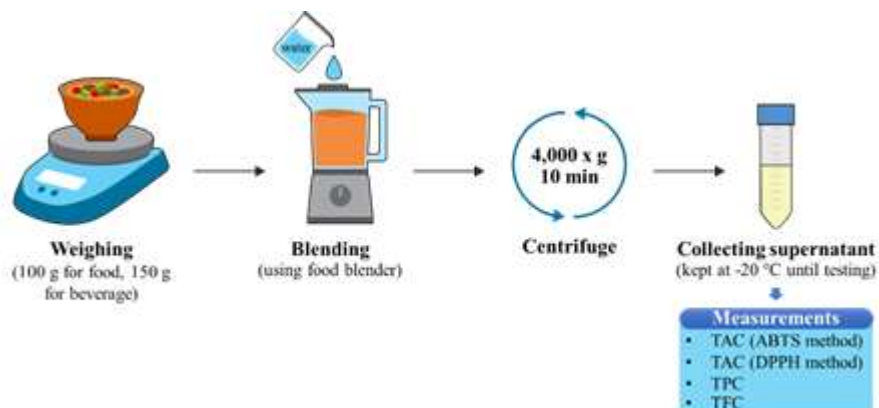 water
4,000 x g
10 min
Weighing
(100 g for food, 150 g
for beverage)
Blending
(using food blender)
Centrifuge
Collecting supernatant
(kept at -20 °C until testing)
Measurements
• TAC (ABTS method)
• TAC (DPPH method)
• TPC
• TFC